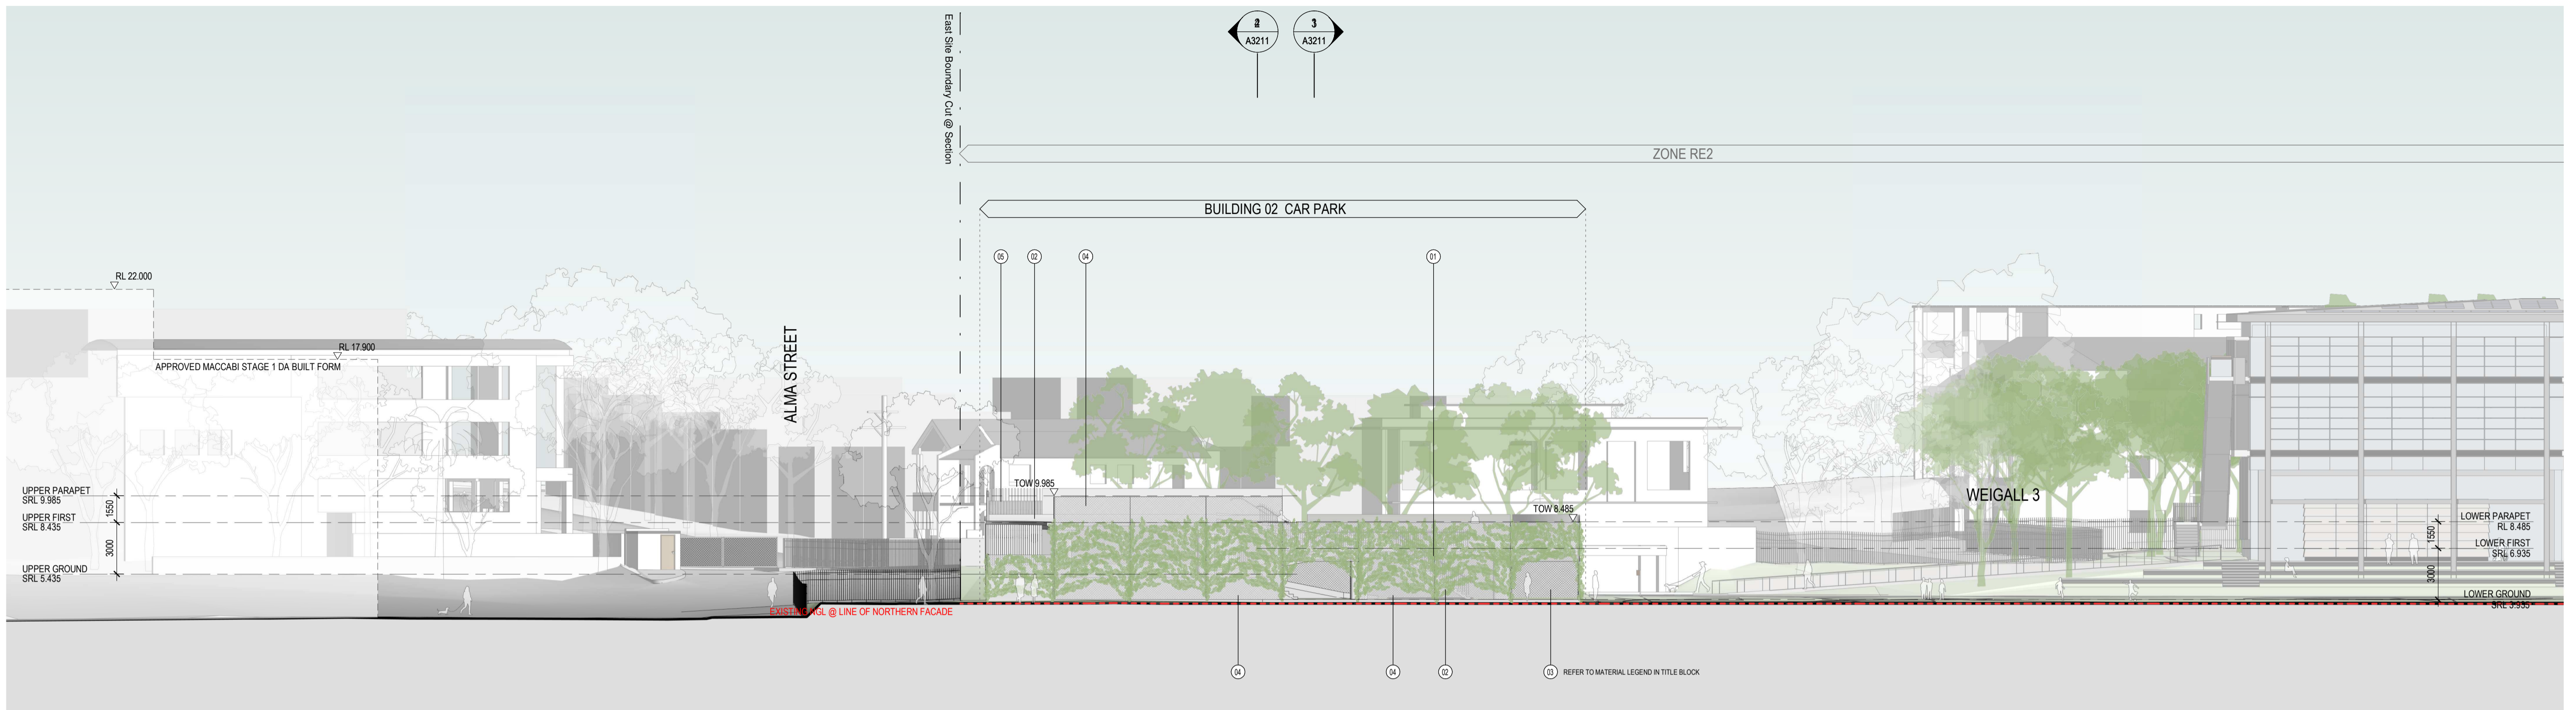 East Site Boundary Cut @ Section
A3211
3
A3211
ZONE RE2
BUILDING 02 CAR PARK
05
02
04
01
RL 22.000
RL 17.900
APPROVED MACCABI STAGE 1 DA BUILT FORM
ALMA STREET
TOW 9.985
TOW 8.485
WEIGALL 3
UPPER PARAPET
SRL 9.985
1550
UPPER FIRST
SRL 8.435
3000
UPPER GROUND
SRL 5.435
LOWER PARAPET
RL 8.485
1550
LOWER FIRST
SRL 6.935
3000
LOWER GROUND
SRL 3.935
EXISTING NGL @ LINE OF NORTHERN FACADE
04
04
02
03
REFER TO MATERIAL LEGEND IN TITLE BLOCK